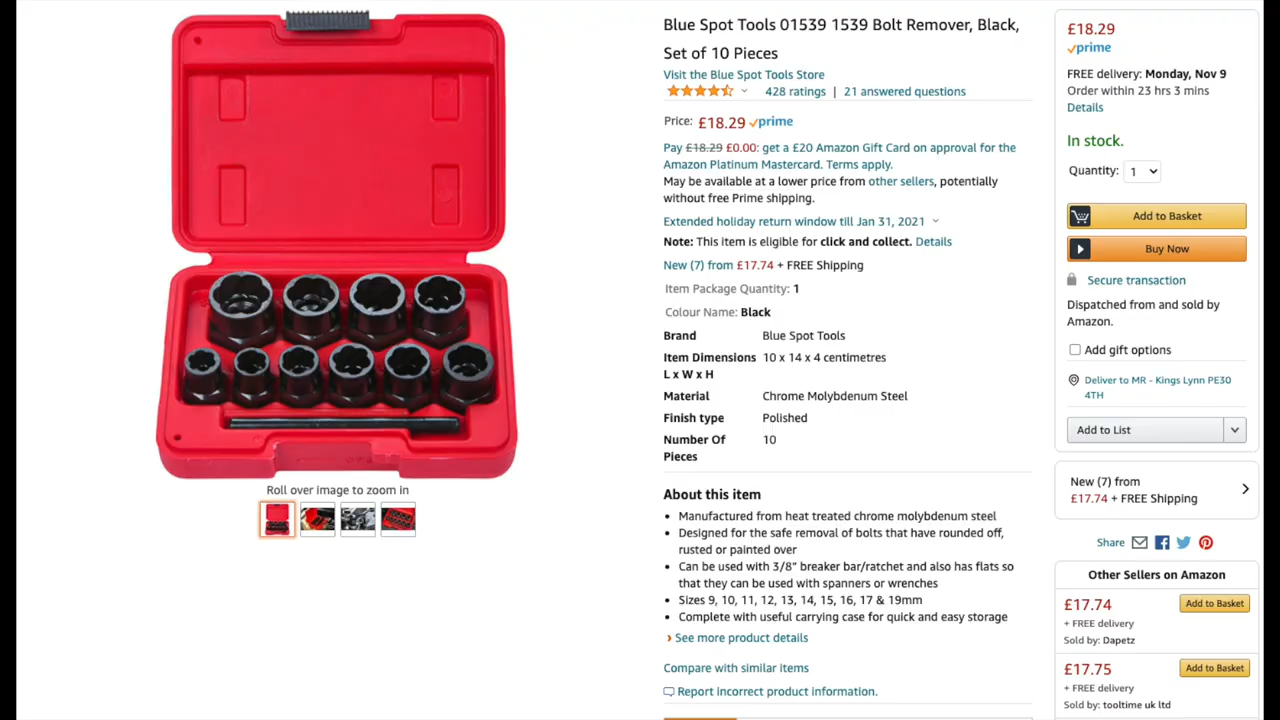 Blue Spot Tools 01539 1539 Bolt Remover, Black,
Set of 10 Pieces
Visit the Blue Spot Tools Store
428 ratings | 21 answered questions
Price: £18.29 prime
Pay £18.29 £0.00: get a £20 Amazon Gift Card on approval for the
Amazon Platinum Mastercard. Terms apply.
May be available at a lower price from other sellers, potentially
without free Prime shipping.
Extended holiday return window till Jan 31, 2021
Note: This item is eligible for click and collect. Details
New (7) from £17.74 + FREE Shipping
Item Package Quantity: 1
Colour Name: Black
Brand Blue Spot Tools
Item Dimensions 10 x 14 x 4 centimetres
L x W x H
Material Chrome Molybdenum Steel
Finish type Polished
Number Of 10
Pieces
About this item
• Manufactured from heat treated chrome molybdenum steel
• Designed for the safe removal of bolts that have rounded off,
rusted or painted over
• Can be used with 3/8” breaker bar/ratchet and also has flats so
that they can be used with spanners or wrenches
• Sizes 9, 10, 11, 12, 13, 14, 15, 16, 17 & 19mm
• Complete with useful carrying case for quick and easy storage
› See more product details
Compare with similar items
Report incorrect product information.
Roll over image to zoom in
£18.29
prime
FREE delivery: Monday, Nov 9
Order within 23 hrs 3 mins
Details
In stock.
Quantity: 1
Add to Basket
Buy Now
Secure transaction
Dispatched from and sold by
Amazon.
Add gift options
Deliver to MR - Kings Lynn PE30
4TH
Add to List
New (7) from
£17.74 + FREE Shipping
Share
Other Sellers on Amazon
£17.74 Add to Basket
+ FREE delivery
Sold by: Dapetz
£17.75 Add to Basket
+ FREE delivery
Sold by: tooltime uk ltd